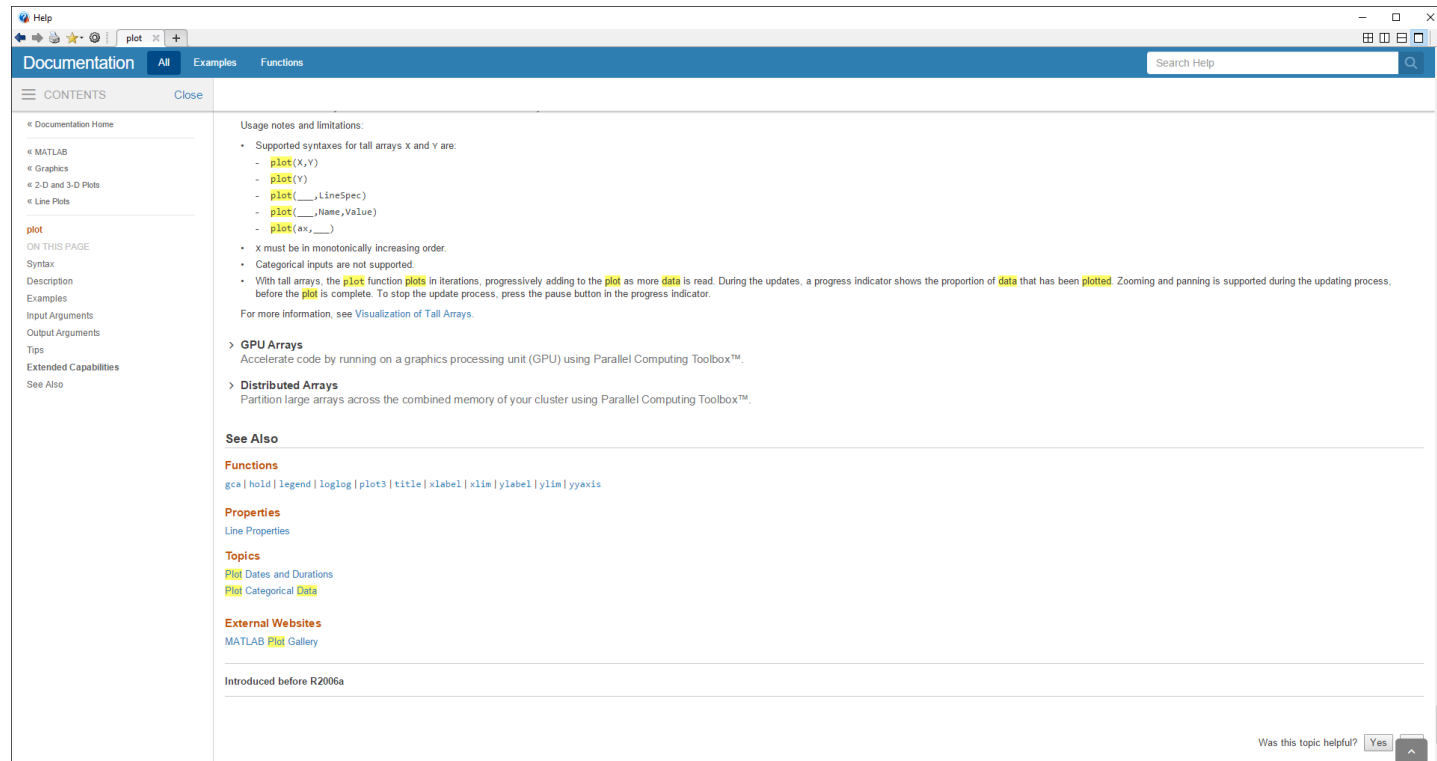 Help
plot
Documentation All Examples Functions
Search Help
CONTENTS Close
« Documentation Home
« MATLAB
« Graphics
« 2-D and 3-D Plots
« Line Plots
plot
ON THIS PAGE
Syntax
Description
Examples
Input Arguments
Output Arguments
Tips
Extended Capabilities
See Also
Usage notes and limitations:
• Supported syntaxes for tall arrays X and Y are:
- plot(X,Y)
- plot(Y)
- plot(___,LineSpec)
- plot(___,Name,Value)
- plot(ax,___)
• X must be in monotonically increasing order.
• Categorical inputs are not supported.
• With tall arrays, the plot function plots in iterations, progressively adding to the plot as more data is read. During the updates, a progress indicator shows the proportion of data that has been plotted. Zooming and panning is supported during the updating process,
before the plot is complete. To stop the update process, press the pause button in the progress indicator.
For more information, see Visualization of Tall Arrays.
GPU Arrays
Accelerate code by running on a graphics processing unit (GPU) using Parallel Computing Toolbox™.
Distributed Arrays
Partition large arrays across the combined memory of your cluster using Parallel Computing Toolbox™.
See Also
Functions
gca | hold | legend | loglog | plot3 | title | xlabel | xlim | ylabel | ylim | yyaxis
Properties
Line Properties
Topics
Plot Dates and Durations
Plot Categorical Data
External Websites
MATLAB Plot Gallery
Introduced before R2006a
Was this topic helpful? Yes